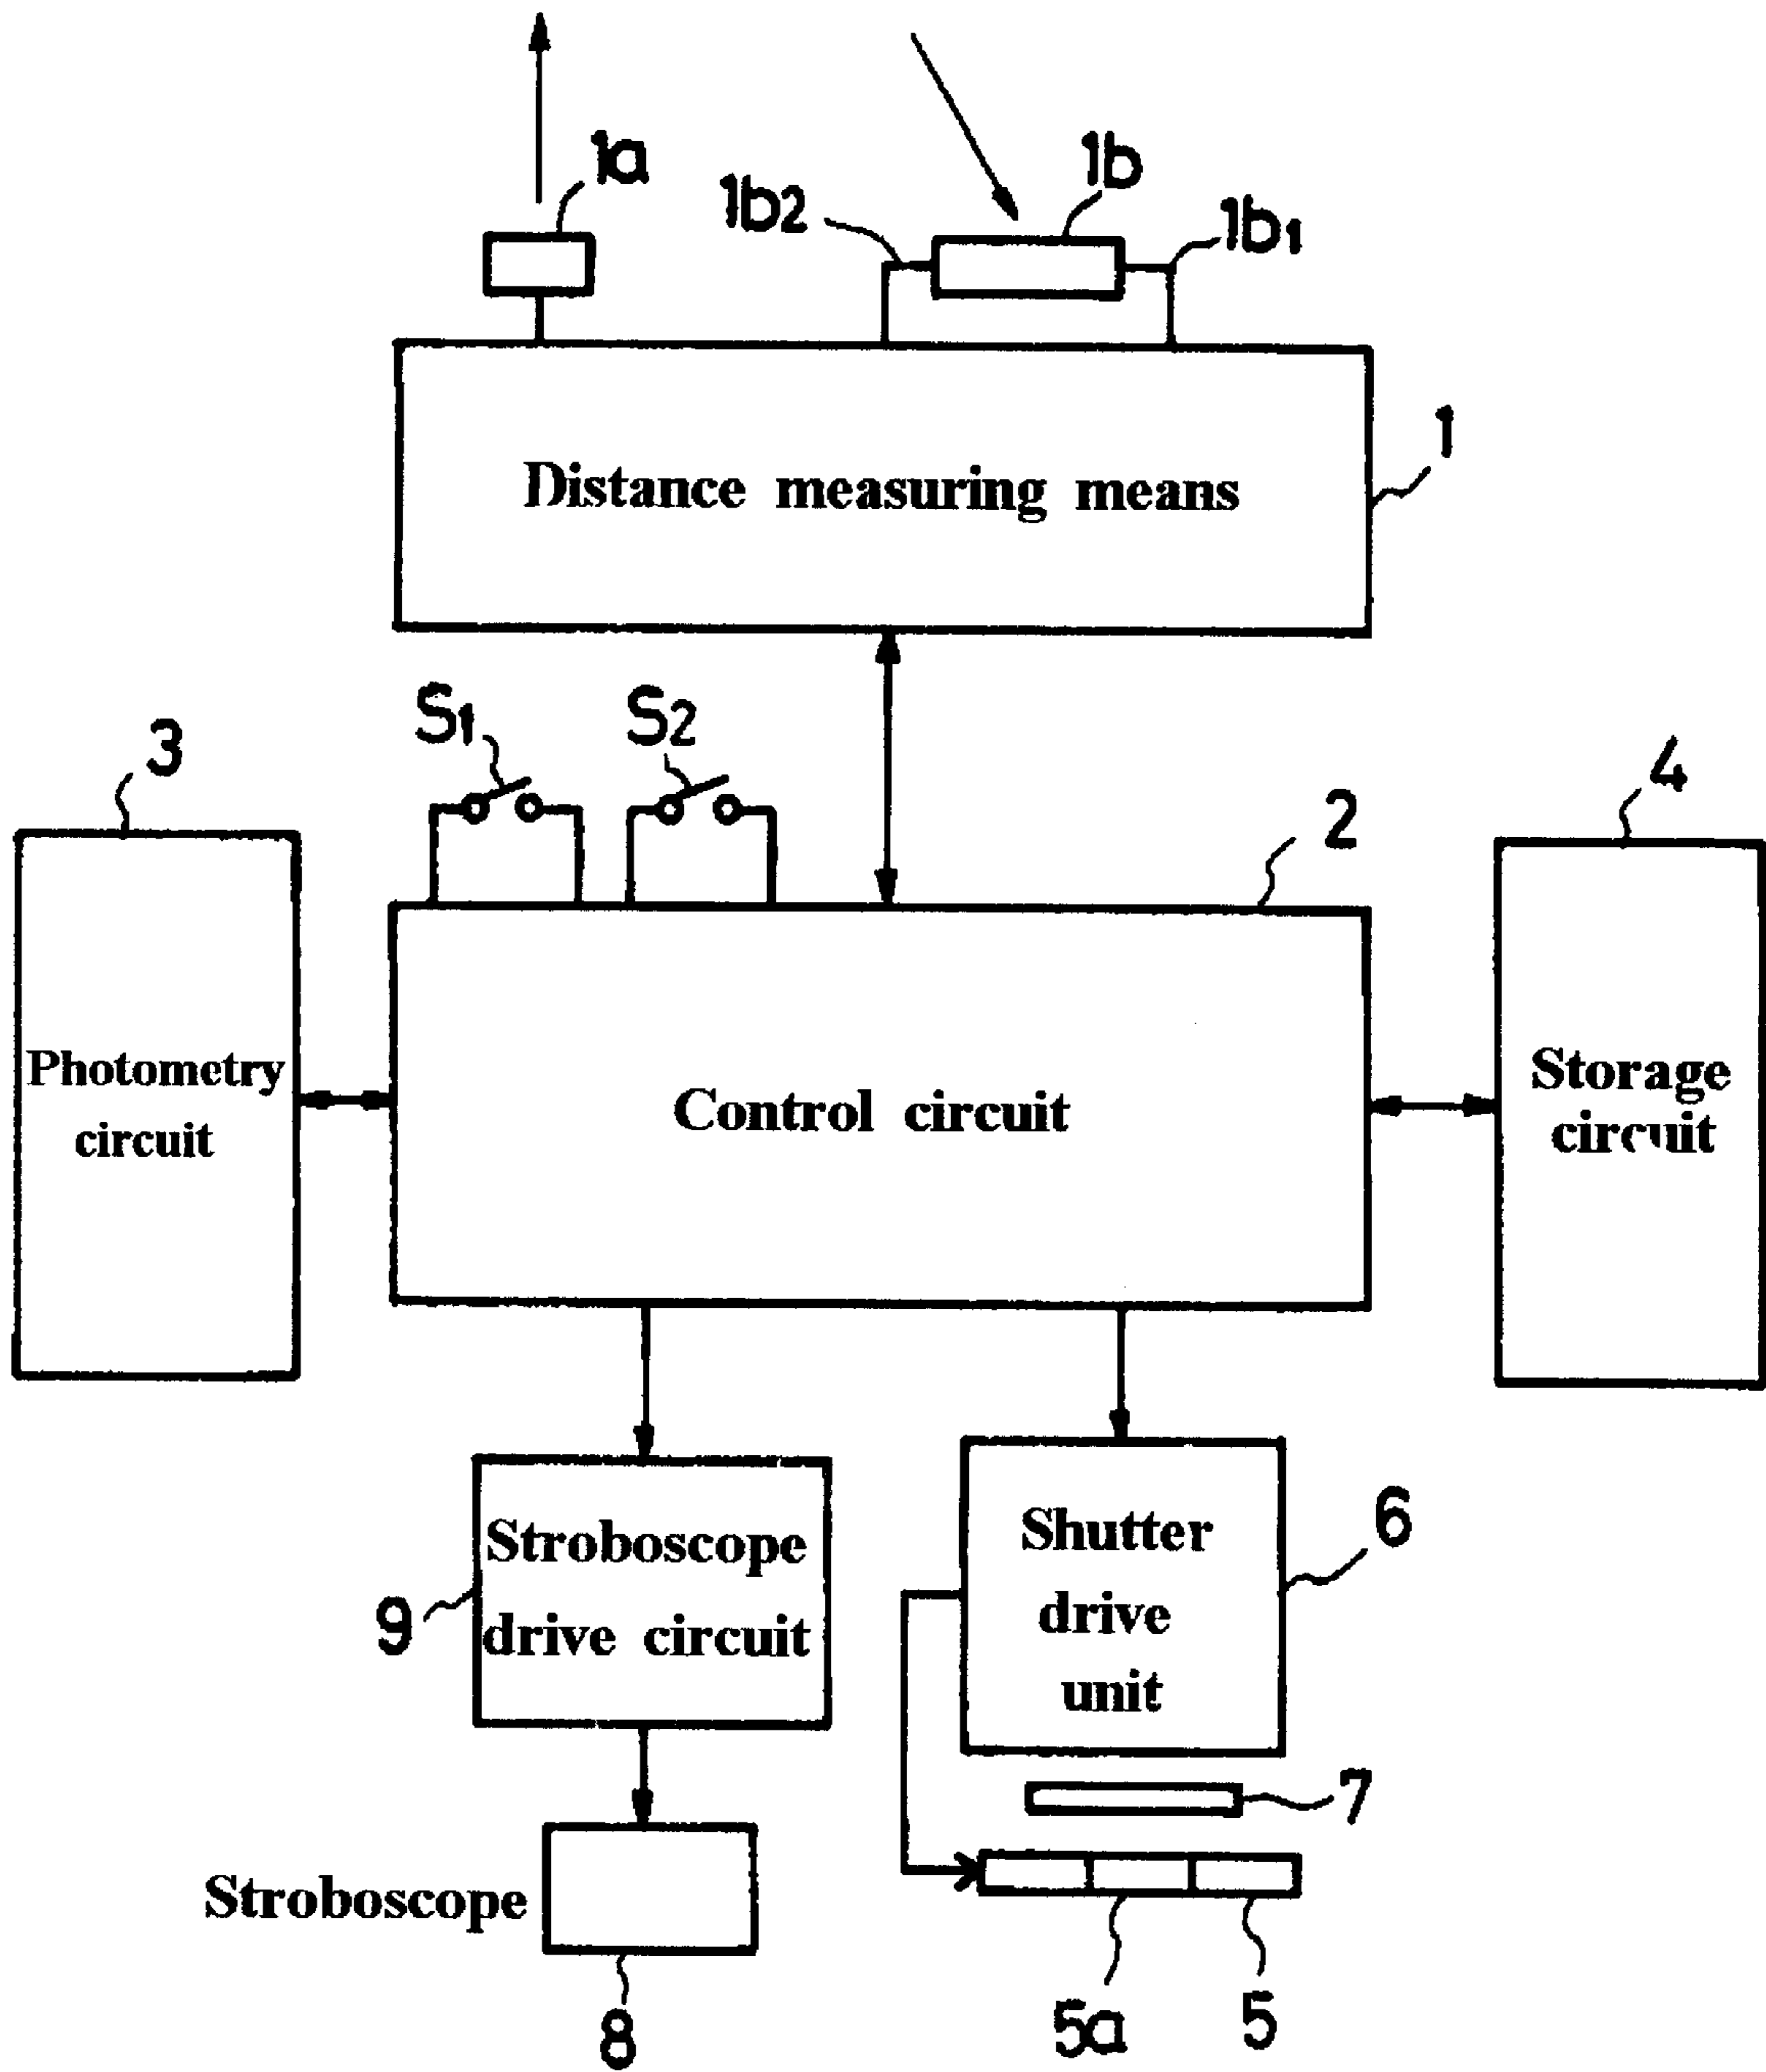 1a
1b
1b2
1b1
1
Distance measuring means
S1
S2
3
4
2
Photometry
circuit
Control circuit
Storage
circuit
Stroboscope
drive circuit
9
Shutter
drive
unit
6
7
Stroboscope
8
5a
5